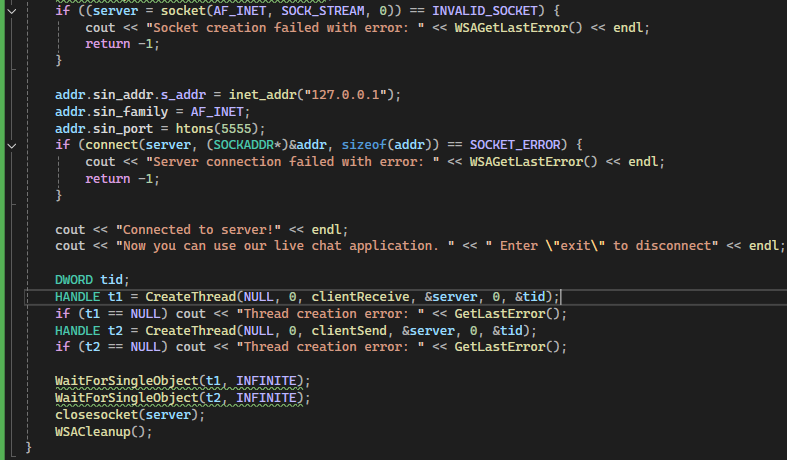 if ((server = socket(AF_INET, SOCK_STREAM, 0)) == INVALID_SOCKET) {
cout << "Socket creation failed with error: " << WSAGetLastError() << endl;
return -1;
}
addr.sin_addr.s_addr = inet_addr("127.0.0.1");
addr.sin_family = AF_INET;
addr.sin_port = htons(5555);
if (connect(server, (SOCKADDR*)&addr, sizeof(addr)) == SOCKET_ERROR) {
cout << "Server connection failed with error: " << WSAGetLastError() << endl;
return -1;
}
cout << "Connected to server!" << endl;
cout << "Now you can use our live chat application. " << " Enter \"exit\" to disconnect" << endl;
DWORD tid;
HANDLE t1 = CreateThread(NULL, 0, clientReceive, &server, 0, &tid);
if (t1 == NULL) cout << "Thread creation error: " << GetLastError();
HANDLE t2 = CreateThread(NULL, 0, clientSend, &server, 0, &tid);
if (t2 == NULL) cout << "Thread creation error: " << GetLastError();
WaitForSingleObject(t1, INFINITE);
WaitForSingleObject(t2, INFINITE);
closesocket(server);
WSACleanup();
}